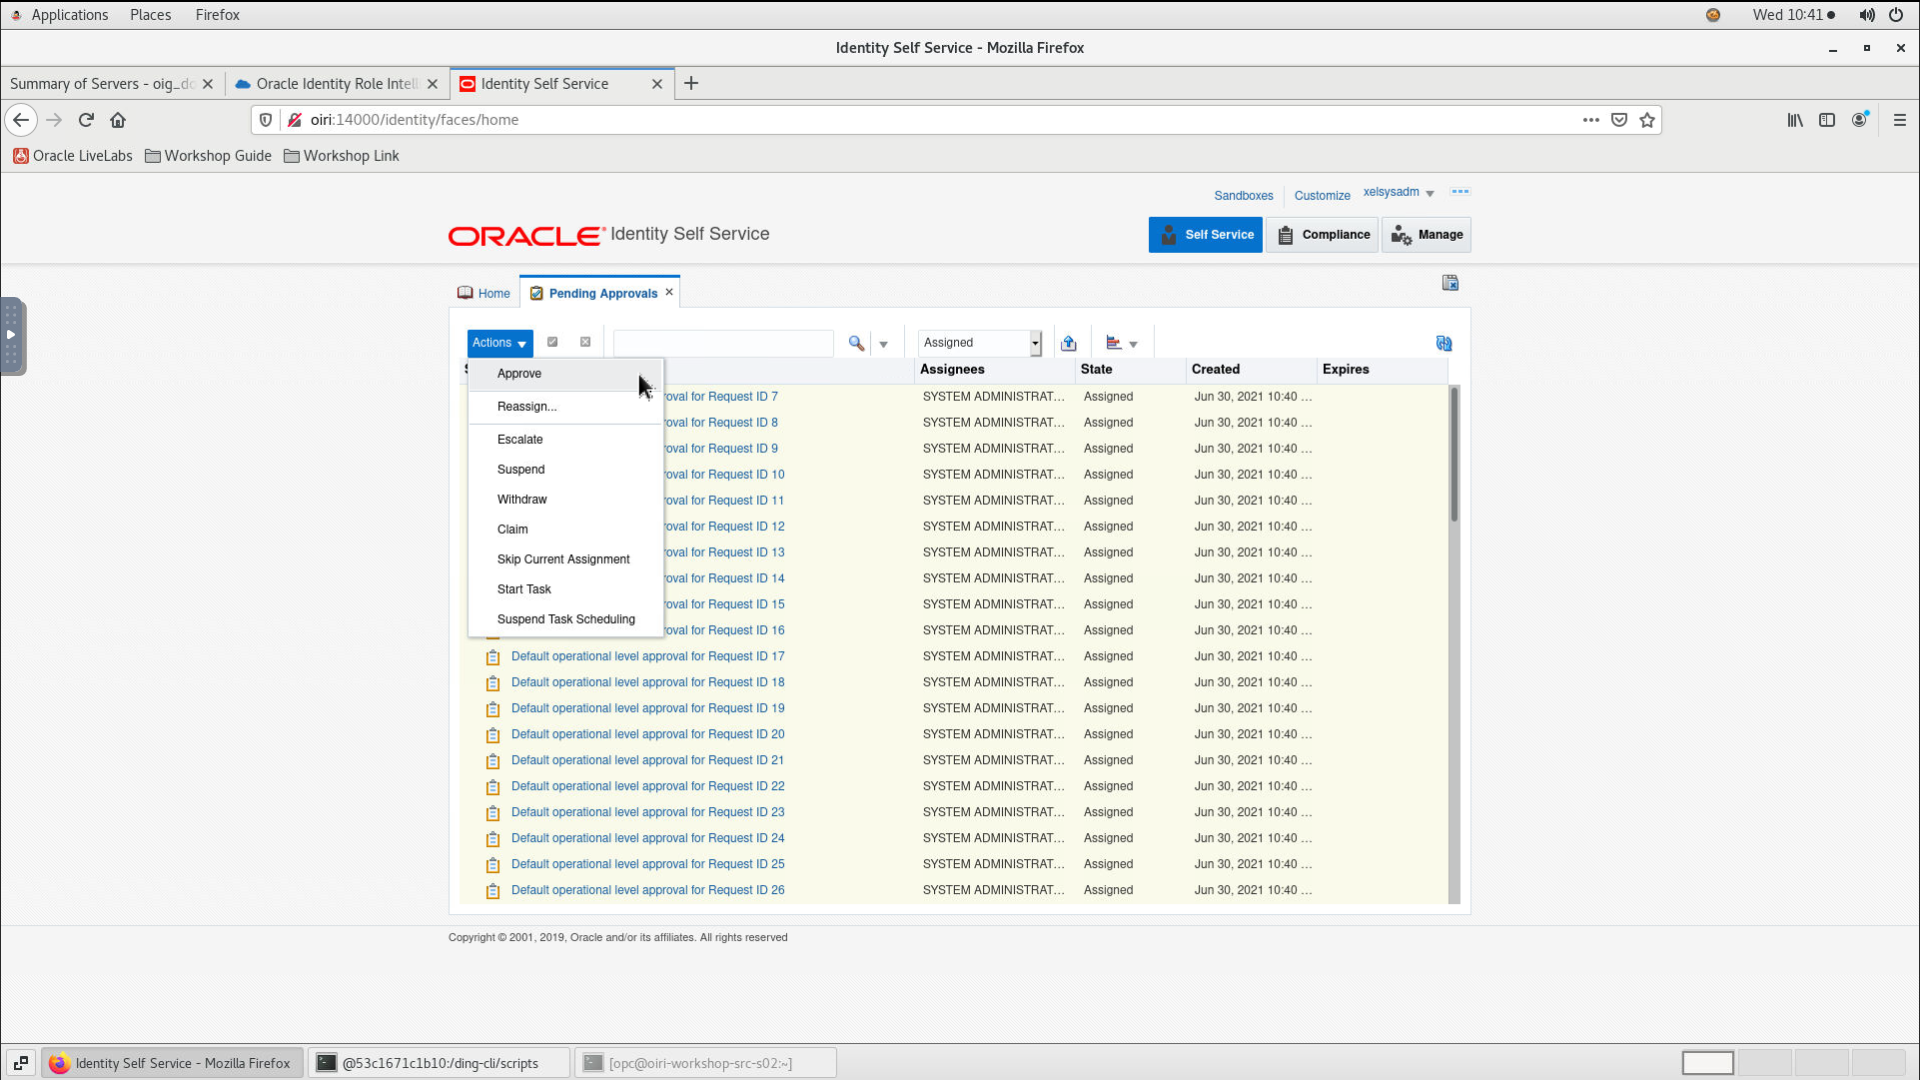 Applications Places Firefox Wed 10:41
Identity Self Service - Mozilla Firefox
Summary of Servers - oig_do Oracle Identity Role Intell Identity Self Service
oiri:14000/identity/faces/home
Oracle LiveLabs Workshop Guide Workshop Link
Sandboxes Customize xelsysadm
ORACLE Identity Self Service Self Service Compliance Manage
Home Pending Approvals
Actions Assigned
Assignees State Created Expires
Approve
Reassign...
Escalate
Suspend
Withdraw
Claim
Skip Current Assignment
Start Task
Suspend Task Scheduling
roval for Request ID 7 SYSTEM ADMINISTRAT... Assigned Jun 30, 2021 10:40 ...
roval for Request ID 8 SYSTEM ADMINISTRAT... Assigned Jun 30, 2021 10:40 ...
roval for Request ID 9 SYSTEM ADMINISTRAT... Assigned Jun 30, 2021 10:40 ...
roval for Request ID 10 SYSTEM ADMINISTRAT... Assigned Jun 30, 2021 10:40 ...
roval for Request ID 11 SYSTEM ADMINISTRAT... Assigned Jun 30, 2021 10:40 ...
roval for Request ID 12 SYSTEM ADMINISTRAT... Assigned Jun 30, 2021 10:40 ...
roval for Request ID 13 SYSTEM ADMINISTRAT... Assigned Jun 30, 2021 10:40 ...
roval for Request ID 14 SYSTEM ADMINISTRAT... Assigned Jun 30, 2021 10:40 ...
roval for Request ID 15 SYSTEM ADMINISTRAT... Assigned Jun 30, 2021 10:40 ...
roval for Request ID 16 SYSTEM ADMINISTRAT... Assigned Jun 30, 2021 10:40 ...
Default operational level approval for Request ID 17 SYSTEM ADMINISTRAT... Assigned Jun 30, 2021 10:40 ...
Default operational level approval for Request ID 18 SYSTEM ADMINISTRAT... Assigned Jun 30, 2021 10:40 ...
Default operational level approval for Request ID 19 SYSTEM ADMINISTRAT... Assigned Jun 30, 2021 10:40 ...
Default operational level approval for Request ID 20 SYSTEM ADMINISTRAT... Assigned Jun 30, 2021 10:40 ...
Default operational level approval for Request ID 21 SYSTEM ADMINISTRAT... Assigned Jun 30, 2021 10:40 ...
Default operational level approval for Request ID 22 SYSTEM ADMINISTRAT... Assigned Jun 30, 2021 10:40 ...
Default operational level approval for Request ID 23 SYSTEM ADMINISTRAT... Assigned Jun 30, 2021 10:40 ...
Default operational level approval for Request ID 24 SYSTEM ADMINISTRAT... Assigned Jun 30, 2021 10:40 ...
Default operational level approval for Request ID 25 SYSTEM ADMINISTRAT... Assigned Jun 30, 2021 10:40 ...
Default operational level approval for Request ID 26 SYSTEM ADMINISTRAT... Assigned Jun 30, 2021 10:40 ...
Copyright © 2001, 2019, Oracle and/or its affiliates. All rights reserved
Identity Self Service - Mozilla Firefox @53c1671c1b10:/ding-cli/scripts [opc@oiri-workshop-src-s02:~]